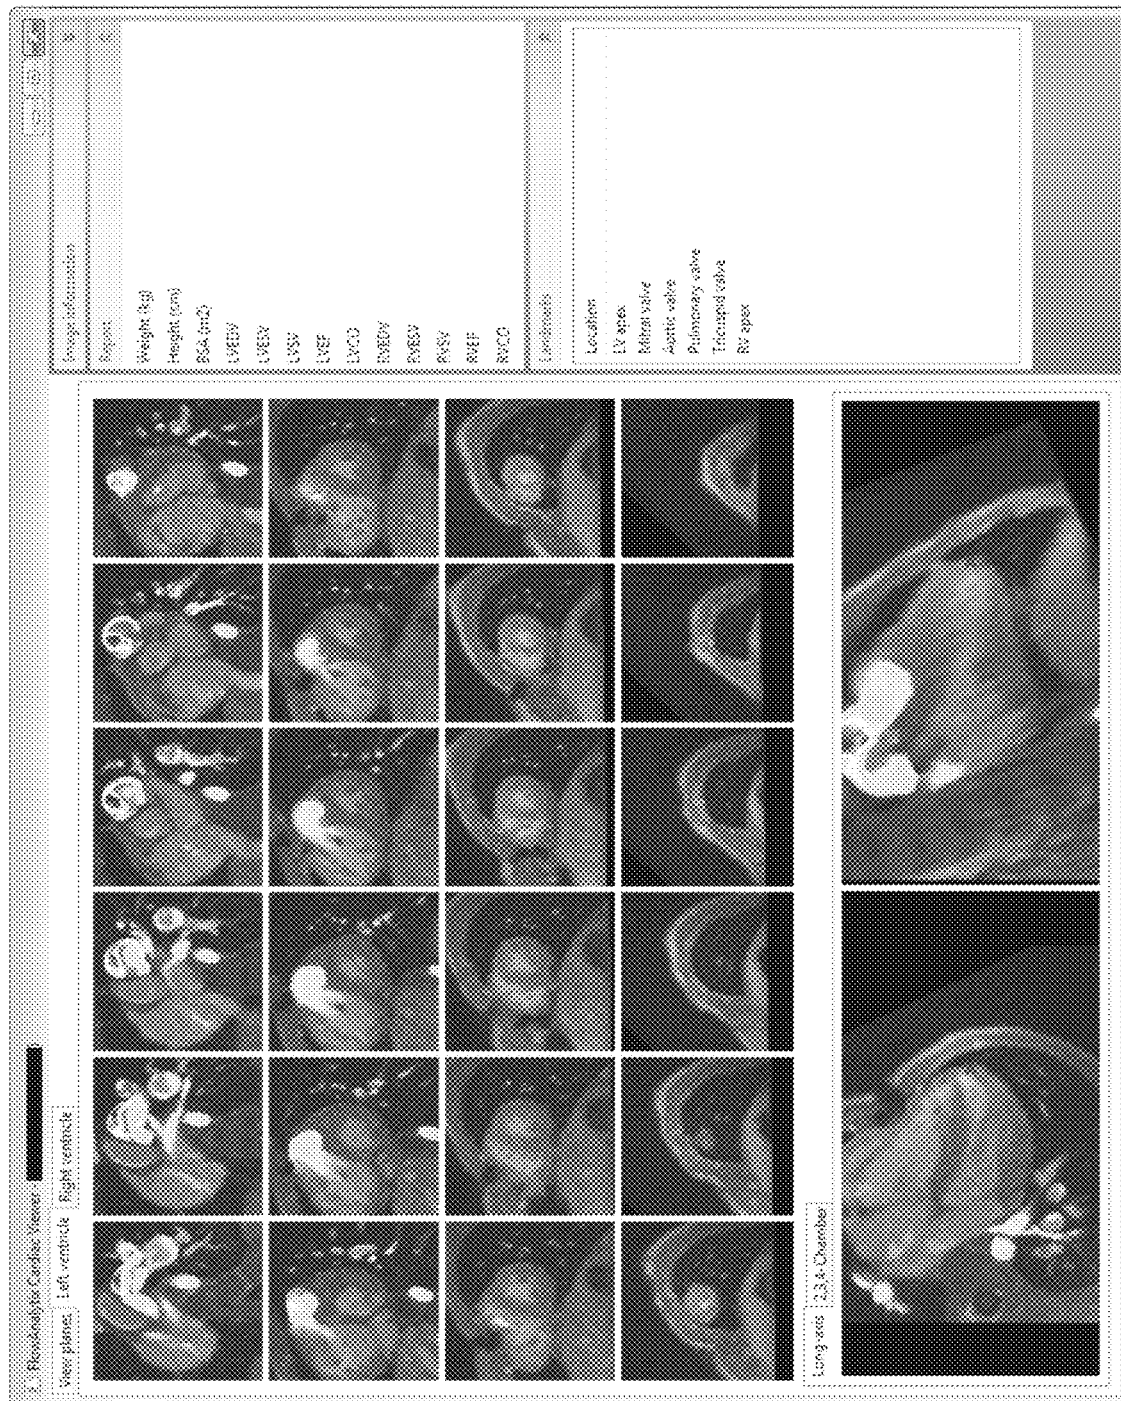 FlowAnalytix Cardiac Viewer
View planes
Left ventricle
Right ventricle
Long-axis
2,3,4-Chamber
Image information
Report
Weight (kg)
Height (cm)
BSA (m2)
LVEDV
LVESV
LVSV
LVEF
LVCO
RVEDV
RVESV
RVSV
RVEF
RVCO
Landmarks
Location
LV apex
Mitral valve
Aortic valve
Pulmonary valve
Tricuspid valve
RV apex